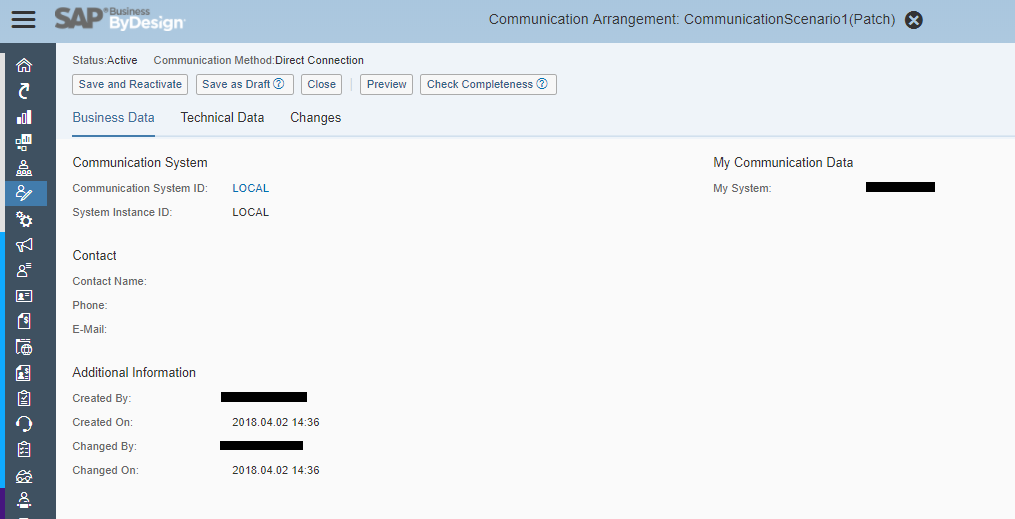 SAP® Business ByDesign
Communication Arrangement: CommunicationScenario1(Patch)
Status:Active Communication Method:Direct Connection
Save and Reactivate Save as Draft ? Close Preview Check Completeness ?
Business Data Technical Data Changes
Communication System My Communication Data
Communication System ID: LOCAL My System:
System Instance ID: LOCAL
Contact
Contact Name:
Phone:
E-Mail:
Additional Information
Created By:
Created On: 2018.04.02 14:36
Changed By:
Changed On: 2018.04.02 14:36